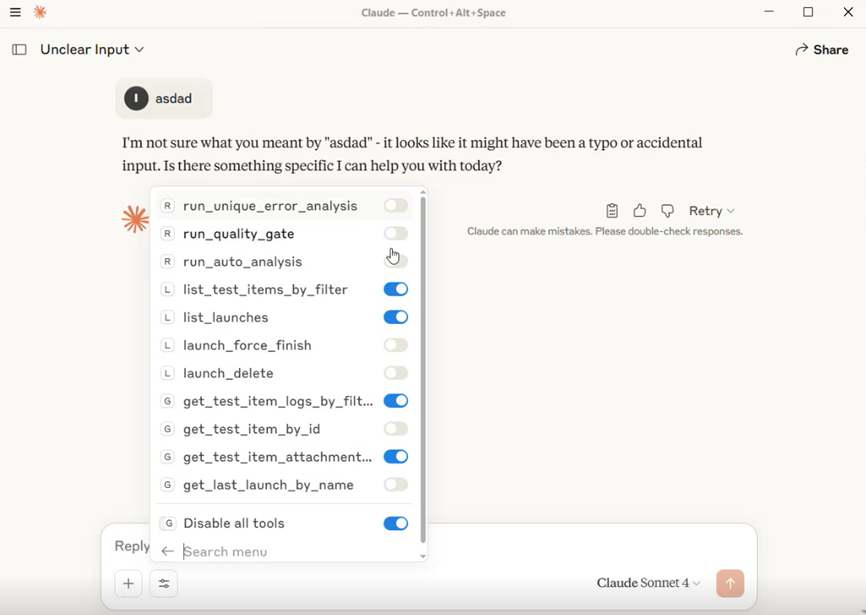 Claude — Control+Alt+Space
Unclear Input
Share
I asdad
I'm not sure what you meant by "asdad" - it looks like it might have been a typo or accidental
input. Is there something specific I can help you with today?
R run_unique_error_analysis
R run_quality_gate
R run_auto_analysis
L list_test_items_by_filter
L list_launches
L launch_force_finish
L launch_delete
G get_test_item_logs_by_filt...
G get_test_item_by_id
G get_test_item_attachment...
G get_last_launch_by_name
G Disable all tools
Search menu
Retry
Claude can make mistakes. Please double-check responses.
Reply
Claude Sonnet 4